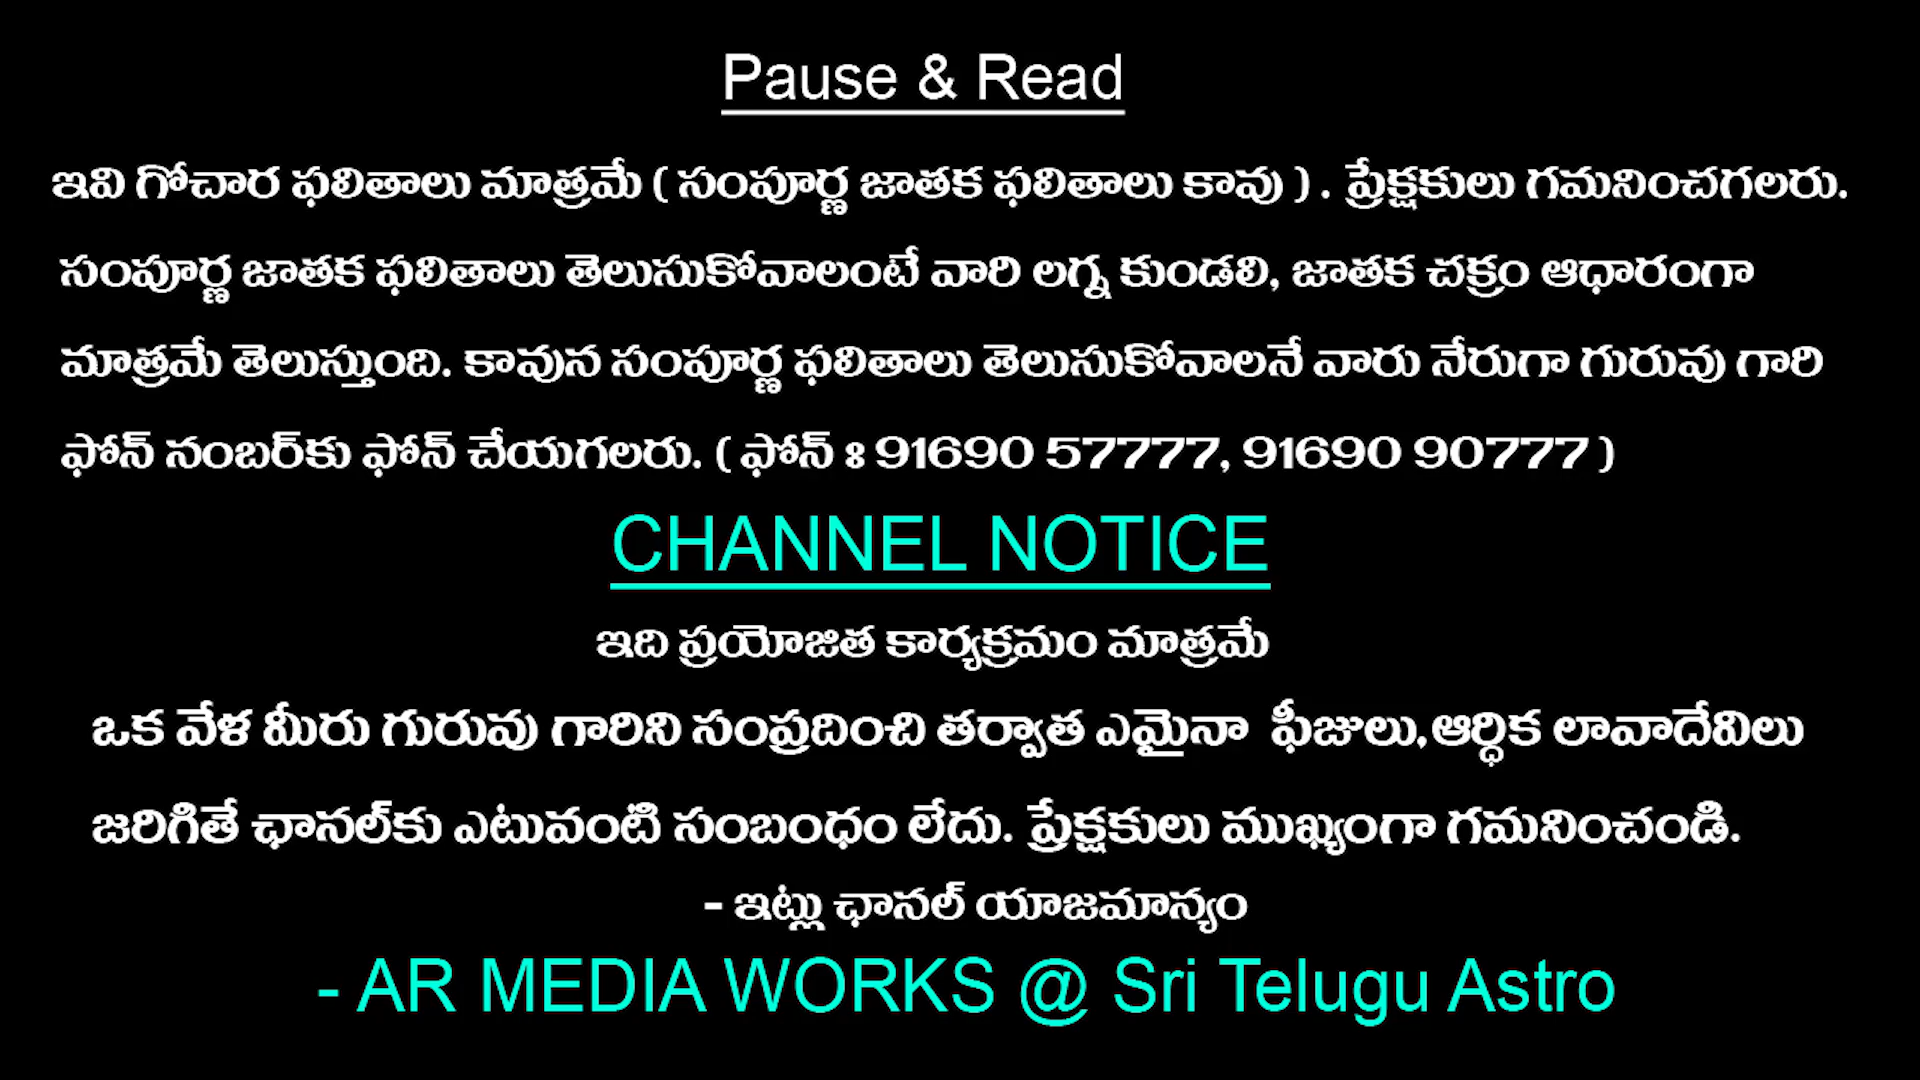 Pause & Read
ఇవి గోచార ఫలితాలు మాత్రమే ( సంపూర్ణ జాతక ఫలితాలు కావు ) . ప్రేక్షకులు గమనించగలరు.
సంపూర్ణ జాతక ఫలితాలు తెలుసుకోవాలంటే వారి లగ్న కుండలి, జాతక చక్రం ఆధారంగా
మాత్రమే తెలుస్తుంది. కావున సంపూర్ణ ఫలితాలు తెలుసుకోవాలనే వారు నేరుగా గురువు గారి
ఫోన్ నంబర్‌కు ఫోన్ చేయగలరు. ( ఫోన్ ః 91690 57777, 91690 90777 )
CHANNEL NOTICE
ఇది ప్రయోజిత కార్యక్రమం మాత్రమే
ఒక వేళ మీరు గురువు గారిని సంప్రదించి తర్వాత ఎమైనా ఫీజులు,ఆర్ధిక లావాదేవిలు
జరిగితే ఛానల్‌కు ఎటువంటి సంబంధం లేదు. ప్రేక్షకులు ముఖ్యంగా గమనించండి.
- ఇట్లు ఛానల్ యాజమాన్యం
- AR MEDIA WORKS @ Sri Telugu Astro